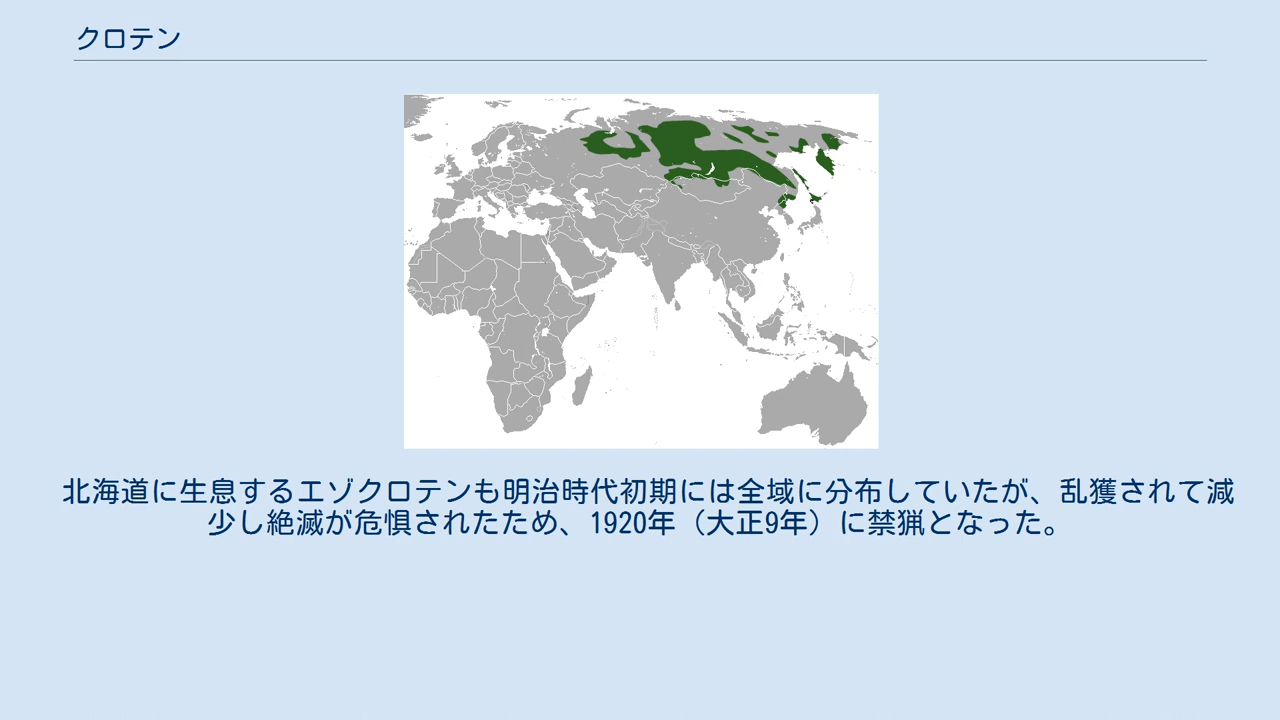 クロテン
北海道に生息するエゾクロテンも明治時代初期には全域に分布していたが、乱獲されて減
少し絶滅が危惧されたため、1920年（大正9年）に禁猟となった。